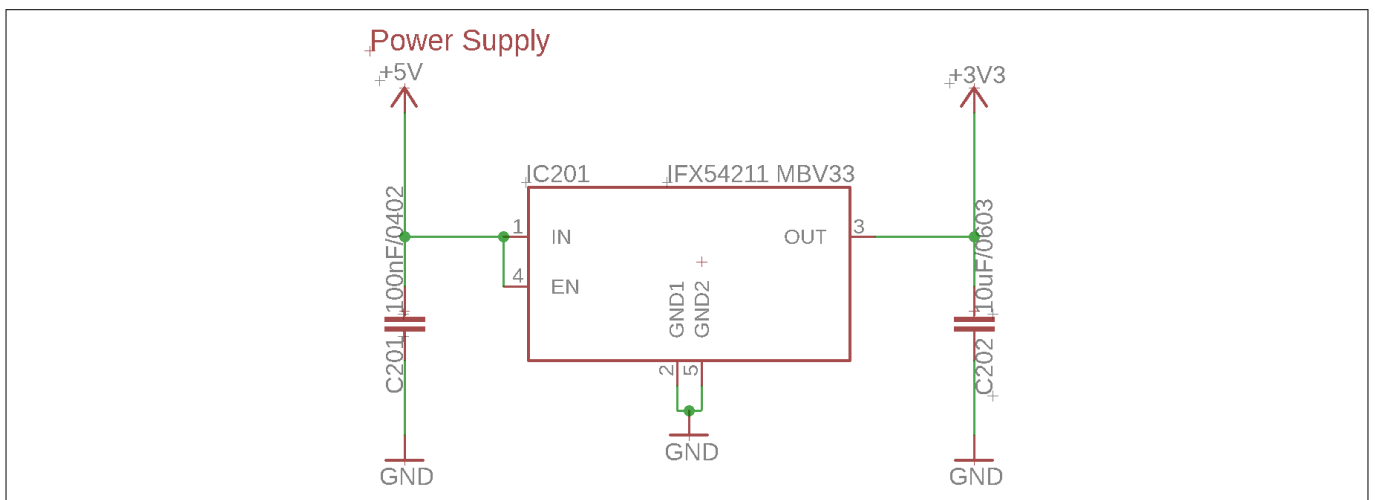 Power Supply
+5V
+3V3
IC201
IFX54211 MBV33
100nF/0402
C201
1
IN
4
EN
OUT
3
GND1
GND2
2
5
10uF/0603
C202
GND
GND
GND